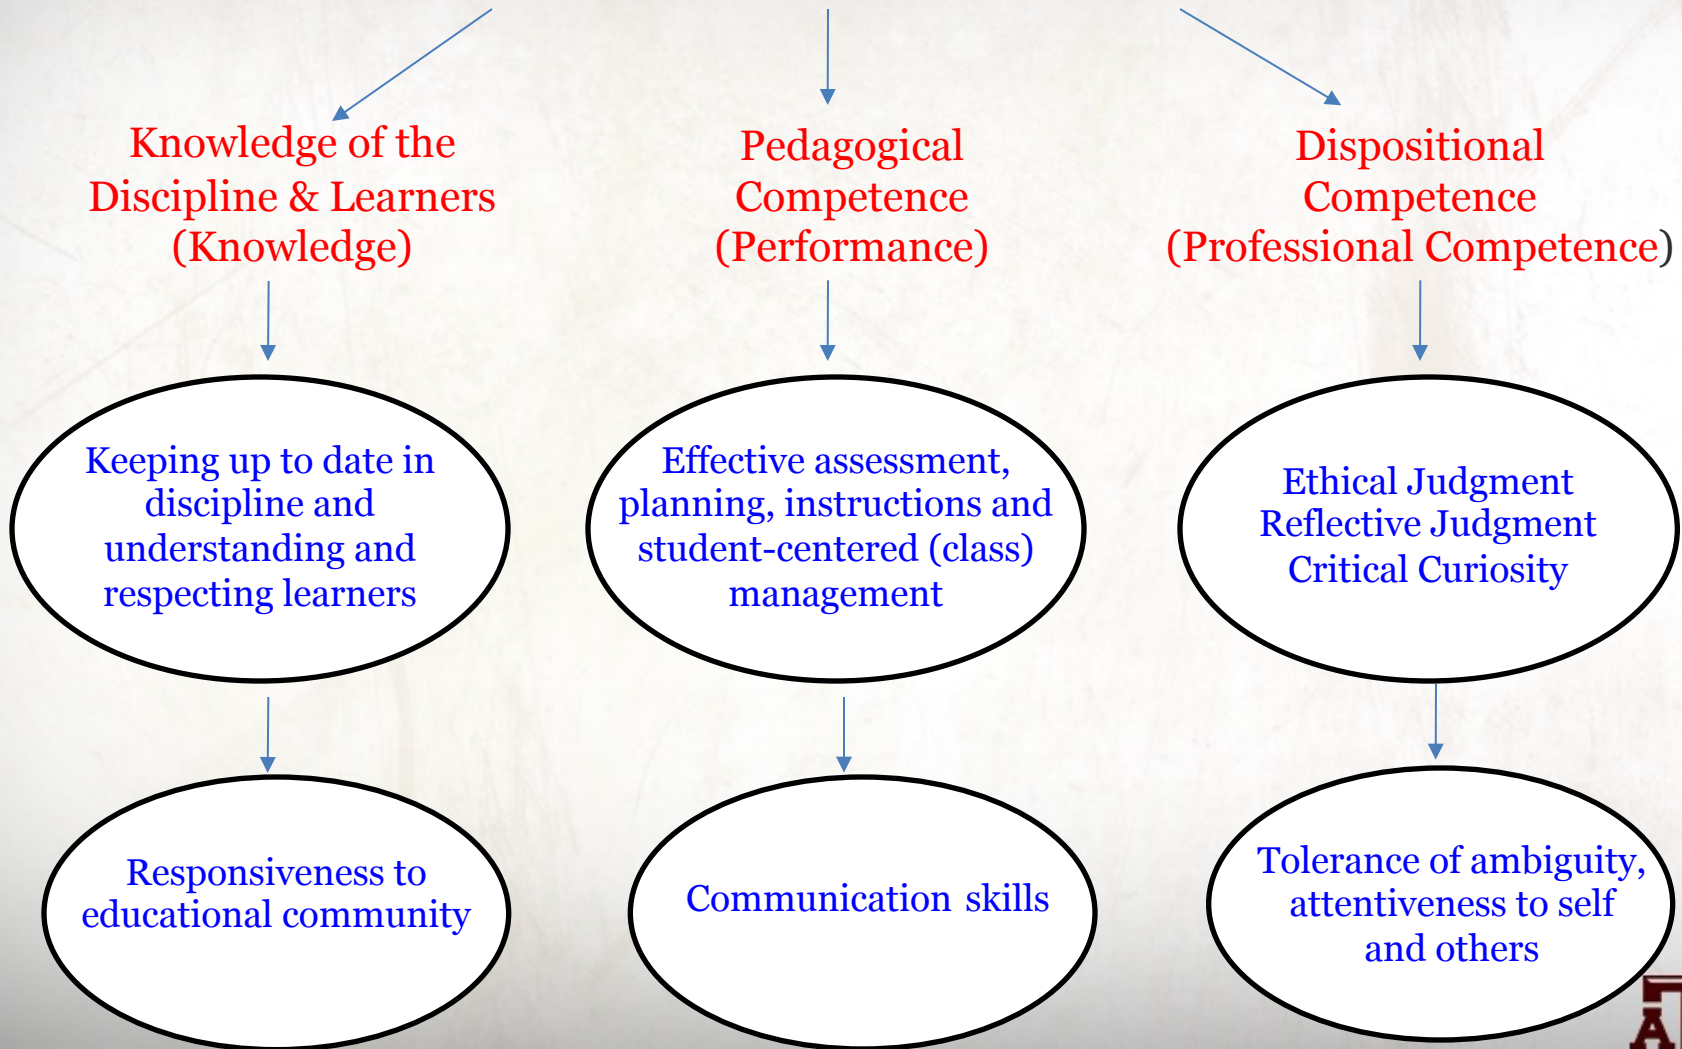 Knowledge of the
Discipline & Learners
(Knowledge)
Pedagogical
Competence
(Performance)
Dispositional
Competence
(Professional Competence)
Keeping up to date in
discipline and
understanding and
respecting learners
Effective assessment,
planning, instructions and
student-centered (class)
management
Ethical Judgment
Reflective Judgment
Critical Curiosity
Responsiveness to
educational community
Communication skills
Tolerance of ambiguity,
attentiveness to self
and others